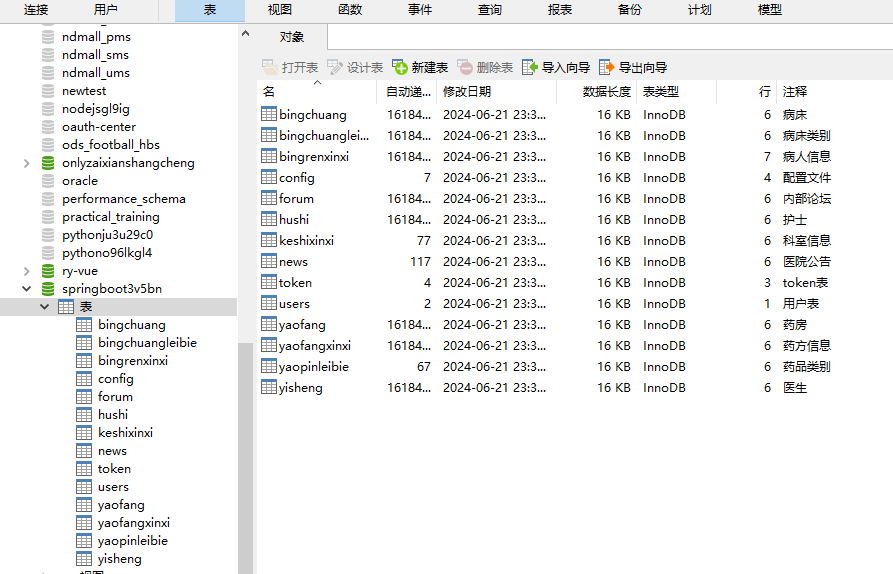 连接 用户 表 视图 函数 事件 查询 报表 备份 计划 模型
ndmall_pms
ndmall_sms
ndmall_ums
newtest
nodejsgl9ig
oauth-center
ods_football_hbs
onlyzaixianshangcheng
oracle
performance_schema
practical_training
pythonju3u29c0
pythono96lkgl4
ry-vue
springboot3v5bn
表
bingchuang
bingchuangleibie
bingrenxinxi
config
forum
hushi
keshixinxi
news
token
users
yaofang
yaofangxinxi
yaopinleibie
yisheng
对象
打开表 设计表 新建表 删除表 导入向导 导出向导
名 自动递... 修改日期 数据长度 表类型 行 注释
bingchuang 16184... 2024-06-21 23:3... 16 KB InnoDB 6 病床
bingchuanglei... 16184... 2024-06-21 23:3... 16 KB InnoDB 6 病床类别
bingrenxinxi 16184... 2024-06-21 23:3... 16 KB InnoDB 7 病人信息
config 7 2024-06-21 23:3... 16 KB InnoDB 4 配置文件
forum 16184... 2024-06-21 23:3... 16 KB InnoDB 6 内部论坛
hushi 16184... 2024-06-21 23:3... 16 KB InnoDB 6 护士
keshixinxi 77 2024-06-21 23:3... 16 KB InnoDB 6 科室信息
news 117 2024-06-21 23:3... 16 KB InnoDB 6 医院公告
token 4 2024-06-21 23:3... 16 KB InnoDB 3 token表
users 2 2024-06-21 23:3... 16 KB InnoDB 1 用户表
yaofang 16184... 2024-06-21 23:3... 16 KB InnoDB 6 药房
yaofangxinxi 16184... 2024-06-21 23:3... 16 KB InnoDB 6 药方信息
yaopinleibie 67 2024-06-21 23:3... 16 KB InnoDB 6 药品类别
yisheng 16184... 2024-06-21 23:3... 16 KB InnoDB 6 医生